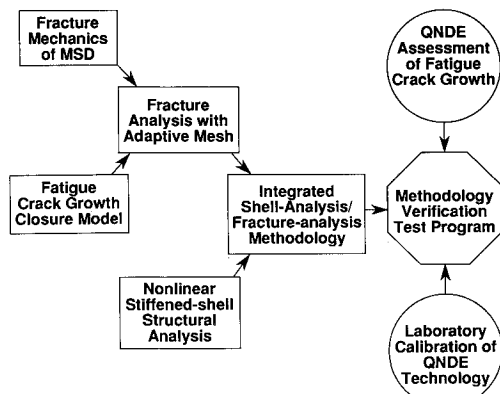 Fracture
Mechanics
of MSD
QNDE
Assessment
of Fatigue
Crack Growth
Fracture
Analysis with
Adaptive Mesh
Fatigue
Crack Growth
Closure Model
Integrated
Shell-Analysis/
Fracture-analysis
Methodology
Methodology
Verification
Test Program
Nonlinear
Stiffened-shell
Structural
Analysis
Laboratory
Calibration of
QNDE
Technology